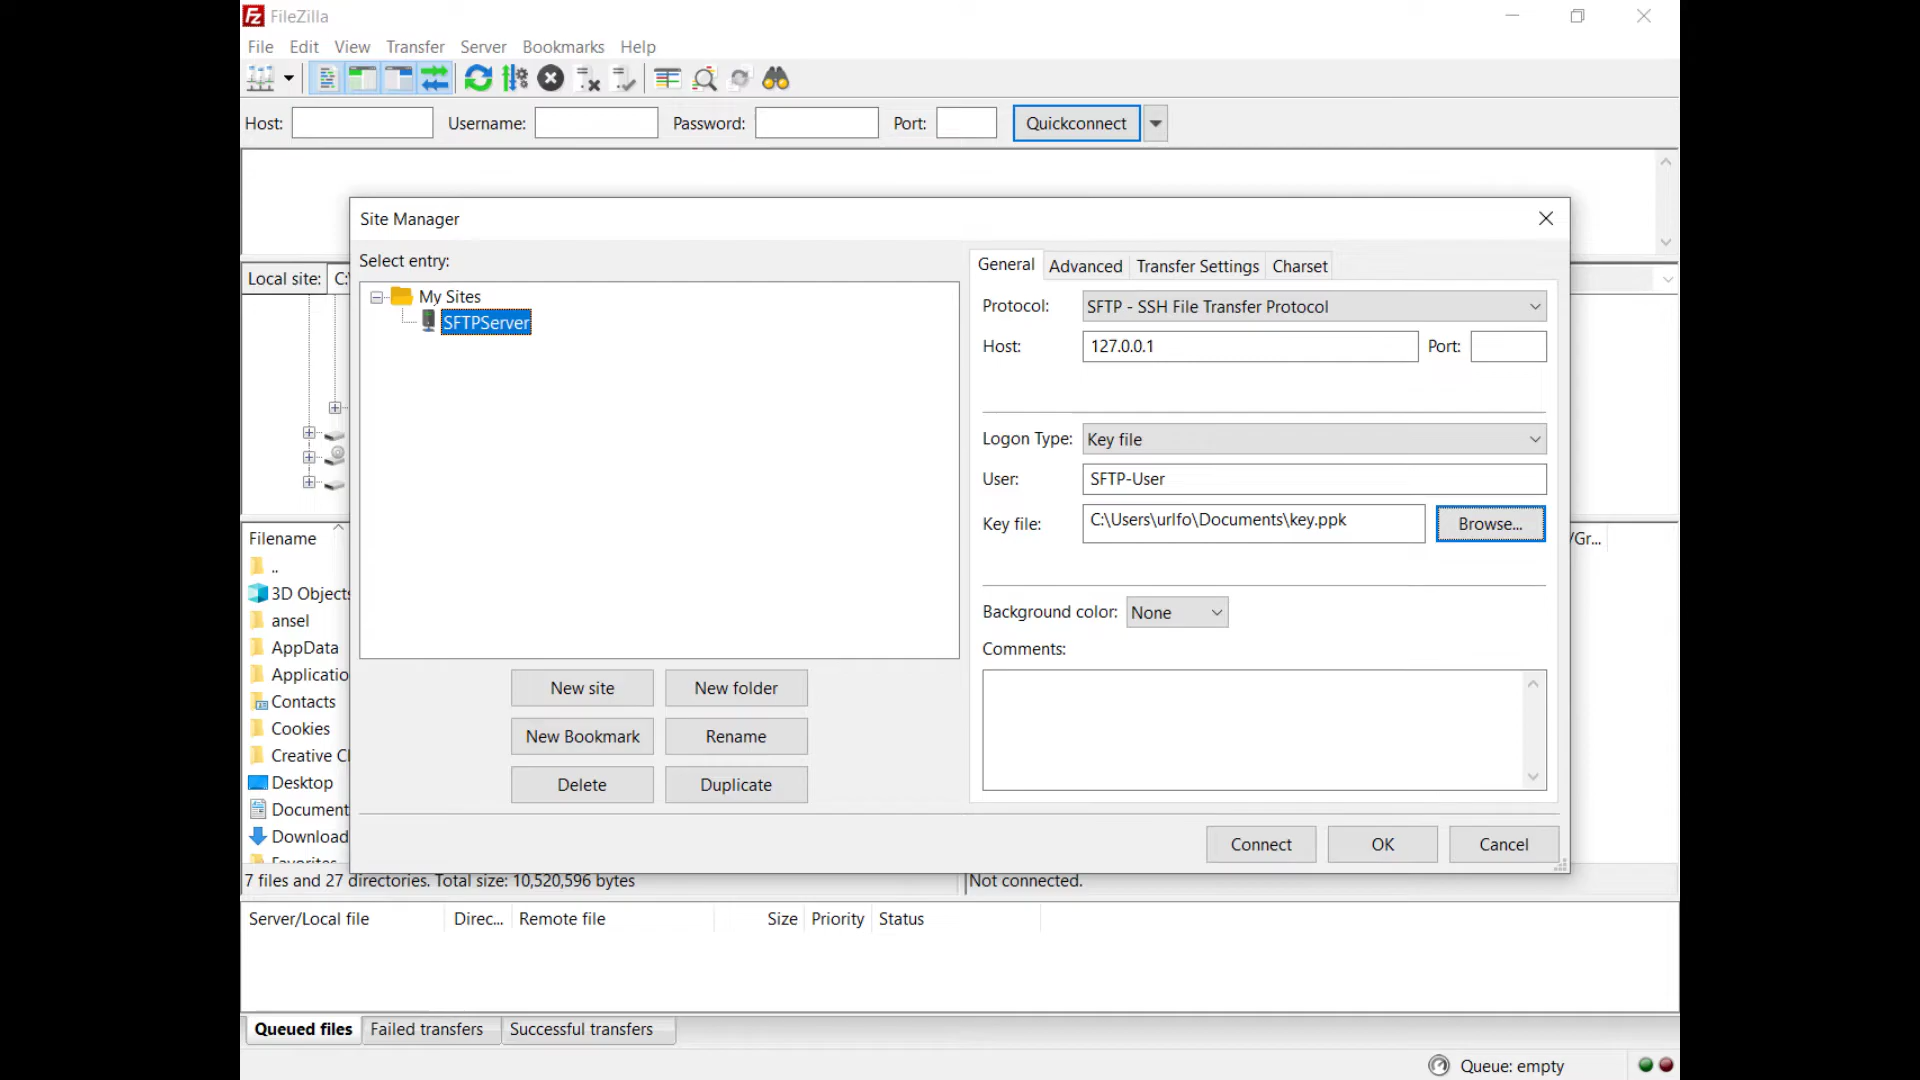 FileZilla
File Edit View Transfer Server Bookmarks Help
Host: Username: Password: Port: Quickconnect
Site Manager
Select entry:
My Sites
SFTPServer
New site New folder
New Bookmark Rename
Delete Duplicate
General Advanced Transfer Settings Charset
Protocol: SFTP - SSH File Transfer Protocol
Host: 127.0.0.1 Port:
Logon Type: Key file
User: SFTP-User
Key file: C:\Users\urlfo\Documents\key.ppk Browse...
Background color: None
Comments:
Connect OK Cancel
Local site: C:
Filename
..
3D Objects
ansel
AppData
Applicatio
Contacts
Cookies
Creative Cl
Desktop
Document
Download
Favorites
/Gr...
7 files and 27 directories. Total size: 10,520,596 bytes
Not connected.
Server/Local file Direc... Remote file Size Priority Status
Queued files Failed transfers Successful transfers
Queue: empty